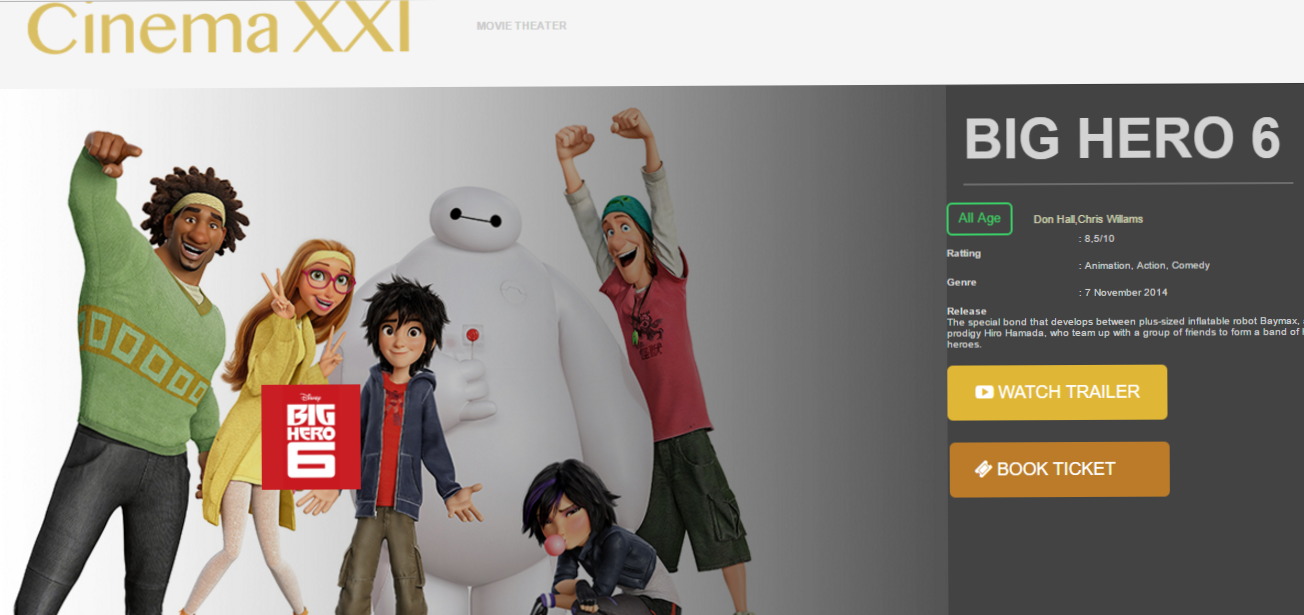 Cinema XXI
MOVIE THEATER
BIG HERO 6
All Age
Don Hall,Chris Willams
: 8,5/10
Ratting
: Animation, Action, Comedy
Genre
: 7 November 2014
Release
The special bond that develops between plus-sized inflatable robot Baymax,
prodigy Hiro Hamada, who team up with a group of friends to form a band of
heroes.
WATCH TRAILER
BOOK TICKET
Disney
BIG
HERO
6